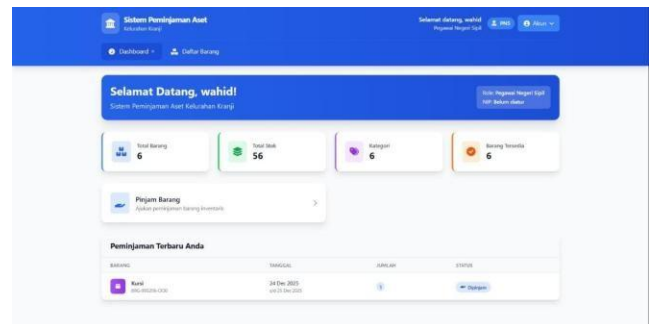 Sistem Peminjaman Aset
Kelurahan Kranji
Selamat datang, wahid
Pegawai Negeri Sipil
PNS
Akun
Dashboard
Daftar Barang
Selamat Datang, wahid!
Sistem Peminjaman Aset Kelurahan Kranji
Role: Pegawai Negeri Sipil
NIP: Belum diatur
Total Barang
6
Total Stok
56
Kategori
6
Barang Tersedia
6
Pinjam Barang
Ajukan peminjaman barang inventaris
Peminjaman Terbaru Anda
BARANG
TANGGAL
JUMLAH
STATUS
Kursi
24 Dec 2025
1
Dipinjam